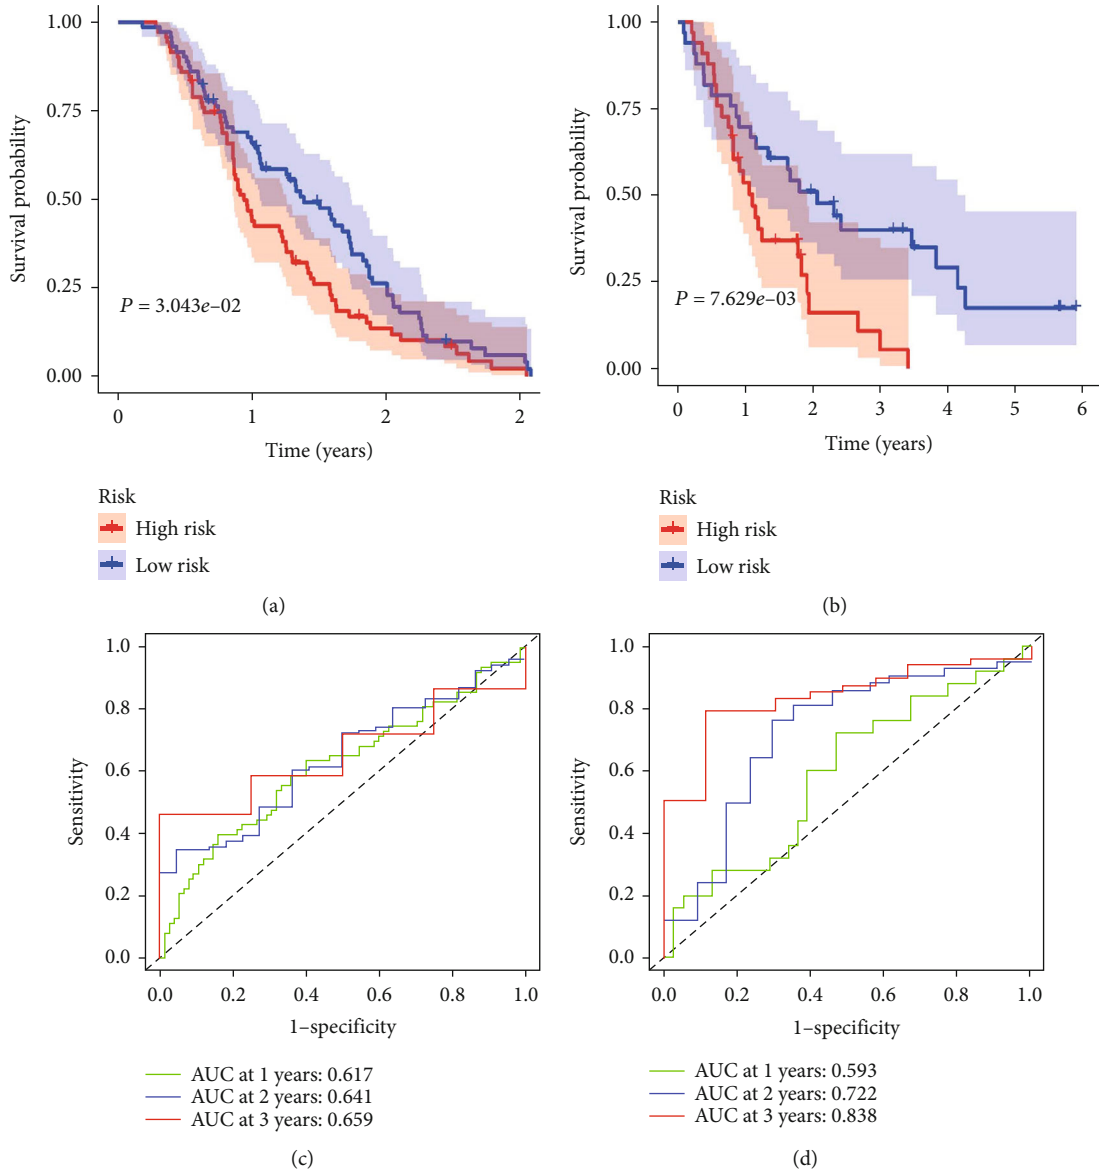 1.00
0.75
0.50
0.25
0.00
Survival probability
P = 3.043e–02
0 1 2 2
Time (years)
Risk
High risk
Low risk
(a)
1.00
0.75
0.50
0.25
0.00
Survival probability
P = 7.629e–03
0 1 2 3 4 5 6
Time (years)
Risk
High risk
Low risk
(b)
1.0
0.8
0.6
0.4
0.2
0.0
Sensitivity
0.0 0.2 0.4 0.6 0.8 1.0
1–specificity
AUC at 1 years: 0.617
AUC at 2 years: 0.641
AUC at 3 years: 0.659
(c)
1.0
0.8
0.6
0.4
0.2
0.0
Sensitivity
0.0 0.2 0.4 0.6 0.8 1.0
1–specificity
AUC at 1 years: 0.593
AUC at 2 years: 0.722
AUC at 3 years: 0.838
(d)